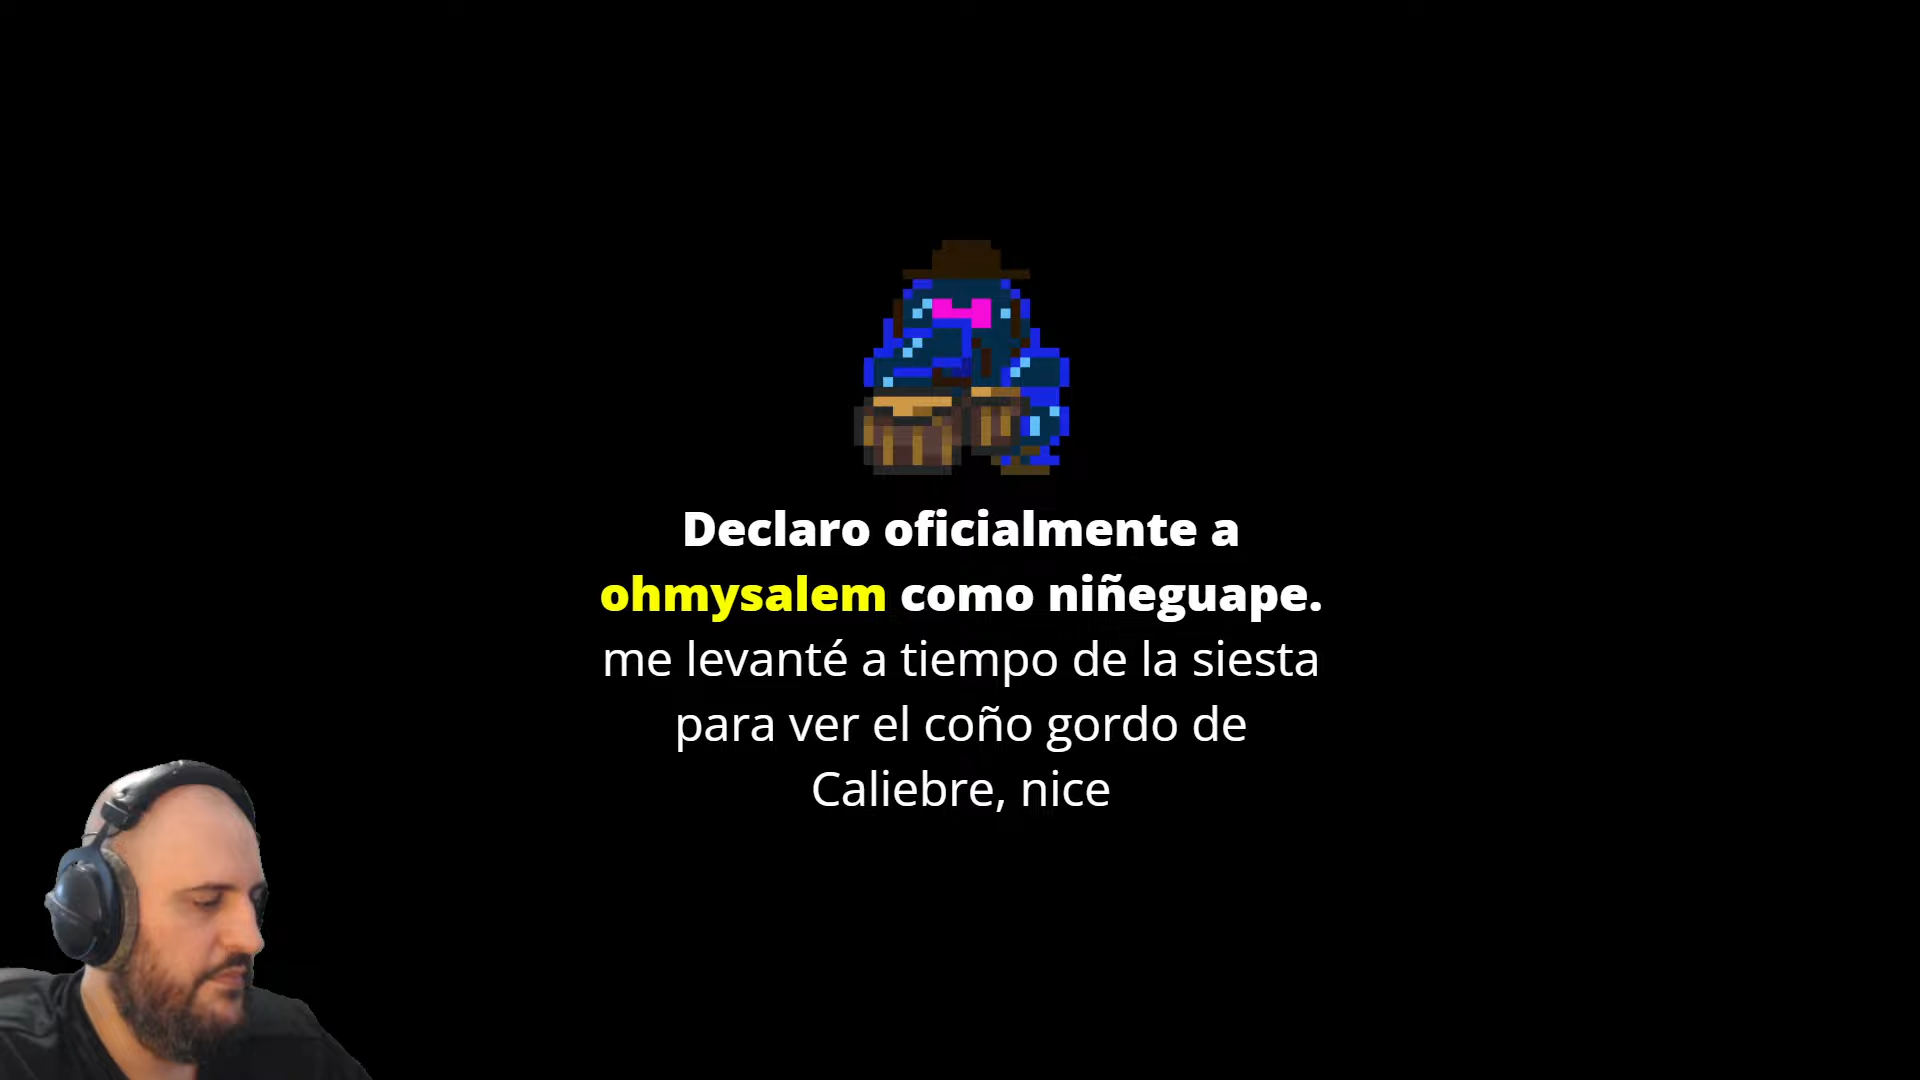 Declaro oficialmente a
ohmysalem como niñeguape.
me levanté a tiempo de la siesta
para ver el coño gordo de
Caliebre, nice